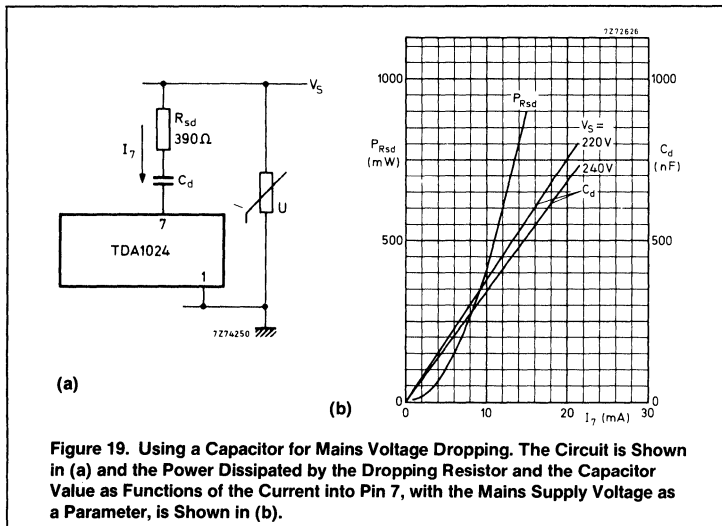 V_S
R_sd
390Ω
I_7
C_d
7
U
TDA1024
1
7Z74250
(a)
7Z72626
1000
1000
P_Rsd
P_Rsd
(mW)
V_S =
220V
240V
C_d
C_d
(nF)
500
500
0
0
0
10
20
30
I_7 (mA)
(b)
Figure 19. Using a Capacitor for Mains Voltage Dropping. The Circuit is Shown
in (a) and the Power Dissipated by the Dropping Resistor and the Capacitor
Value as Functions of the Current into Pin 7, with the Mains Supply Voltage as
a Parameter, is Shown in (b).